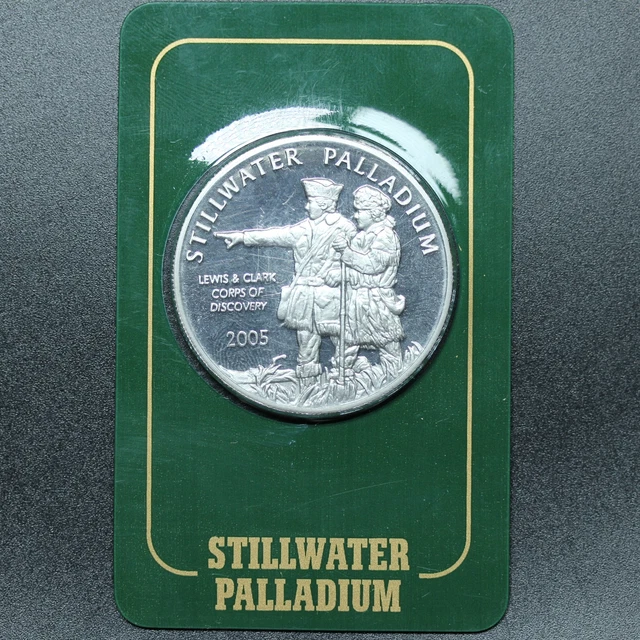 STILLWATER PALLADIUM
LEWIS & CLARK
CORPS OF
DISCOVERY
2005
STILLWATER
PALLADIUM